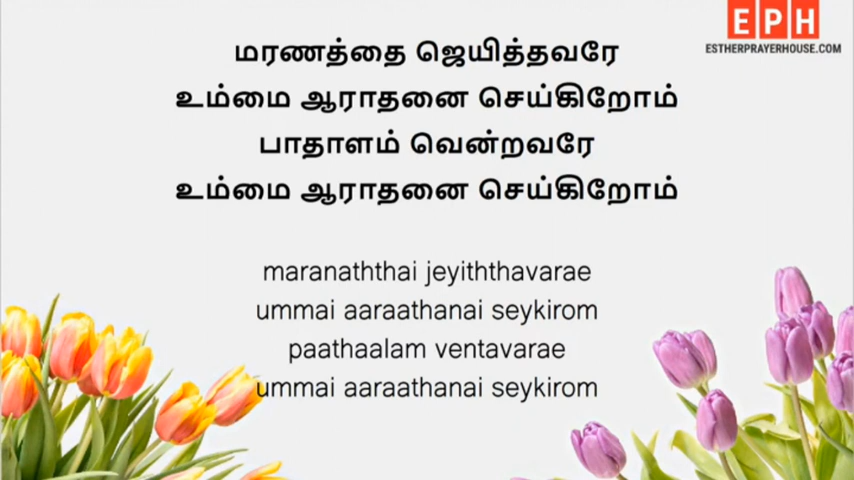 EPH
ESTHERPRAYERHOUSE.COM
மரணத்தை ஜெயித்தவரே
உம்மை ஆராதனை செய்கிறோம்
பாதாளம் வென்றவரே
உம்மை ஆராதனை செய்கிறோம்
maranaththai jeyiththavarae
ummai aaraathanai seykirom
paathaalam ventavarae
ummai aaraathanai seykirom